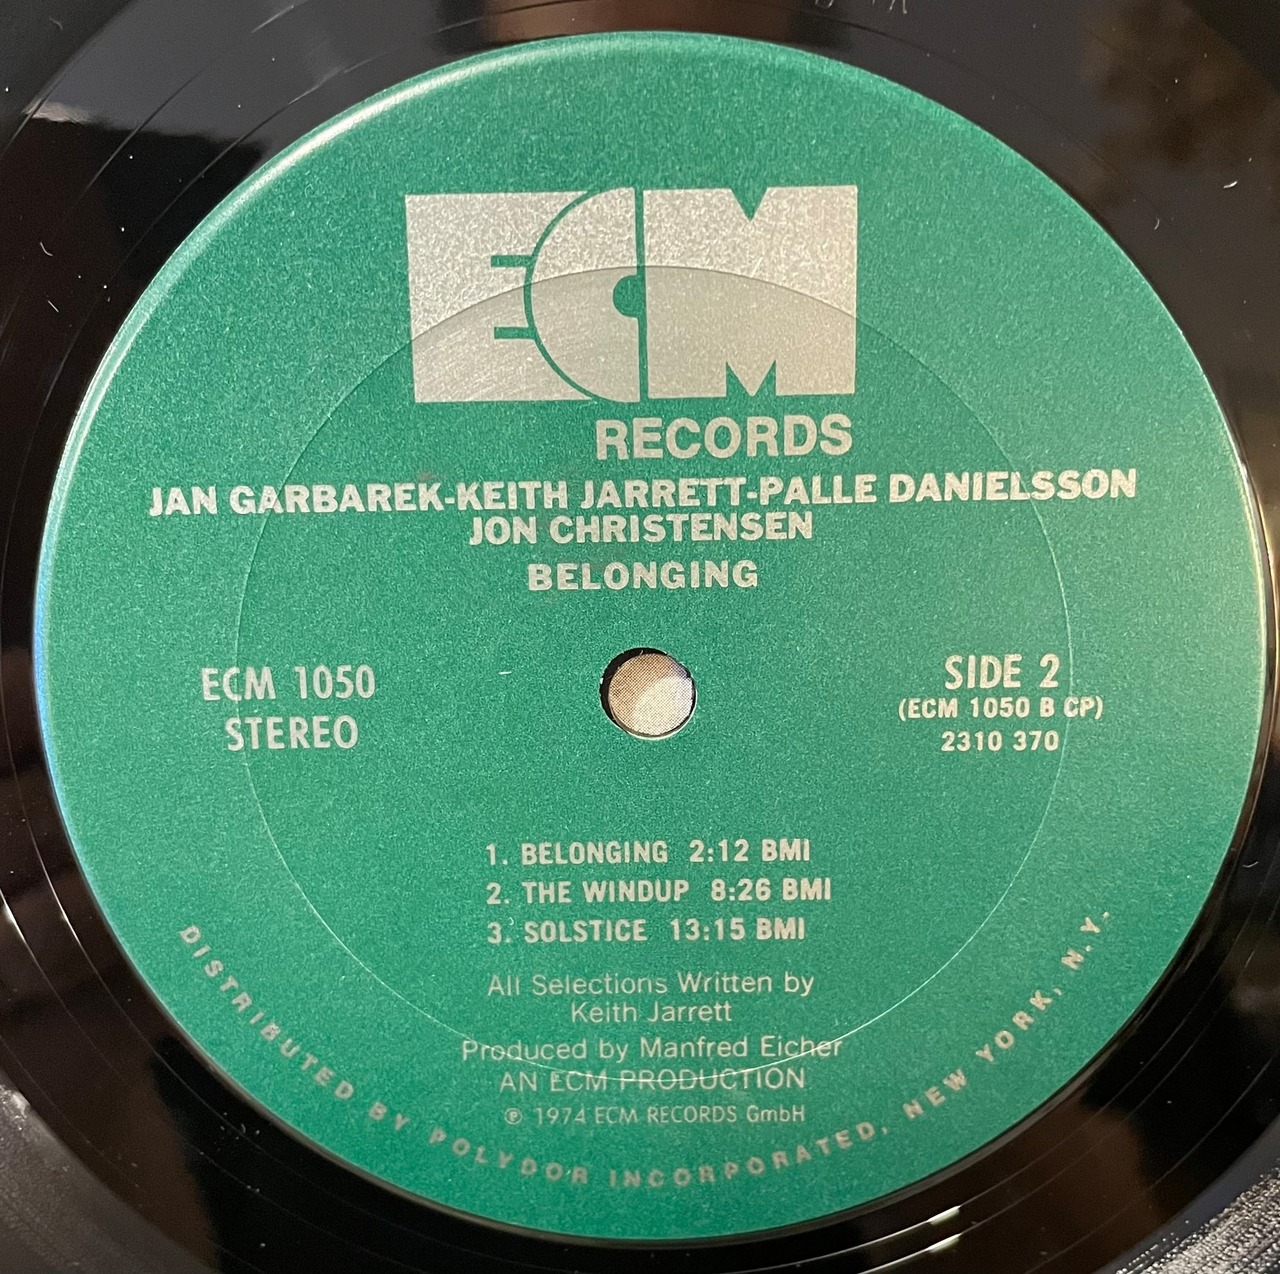 ECM
RECORDS
JAN GARBAREK-KEITH JARRETT-PALLE DANIELSSON
JON CHRISTENSEN
BELONGING
ECM 1050
STEREO
SIDE 2
(ECM 1050 B CP)
2310 370
1. BELONGING 2:12 BMI
2. THE WINDUP 8:26 BMI
3. SOLSTICE 13:15 BMI
All Selections Written by
Keith Jarrett
Produced by Manfred Eicher
AN ECM PRODUCTION
℗ 1974 ECM RECORDS GmbH
DISTRIBUTED BY POLYDOR INCORPORATED, NEW YORK, N.Y.